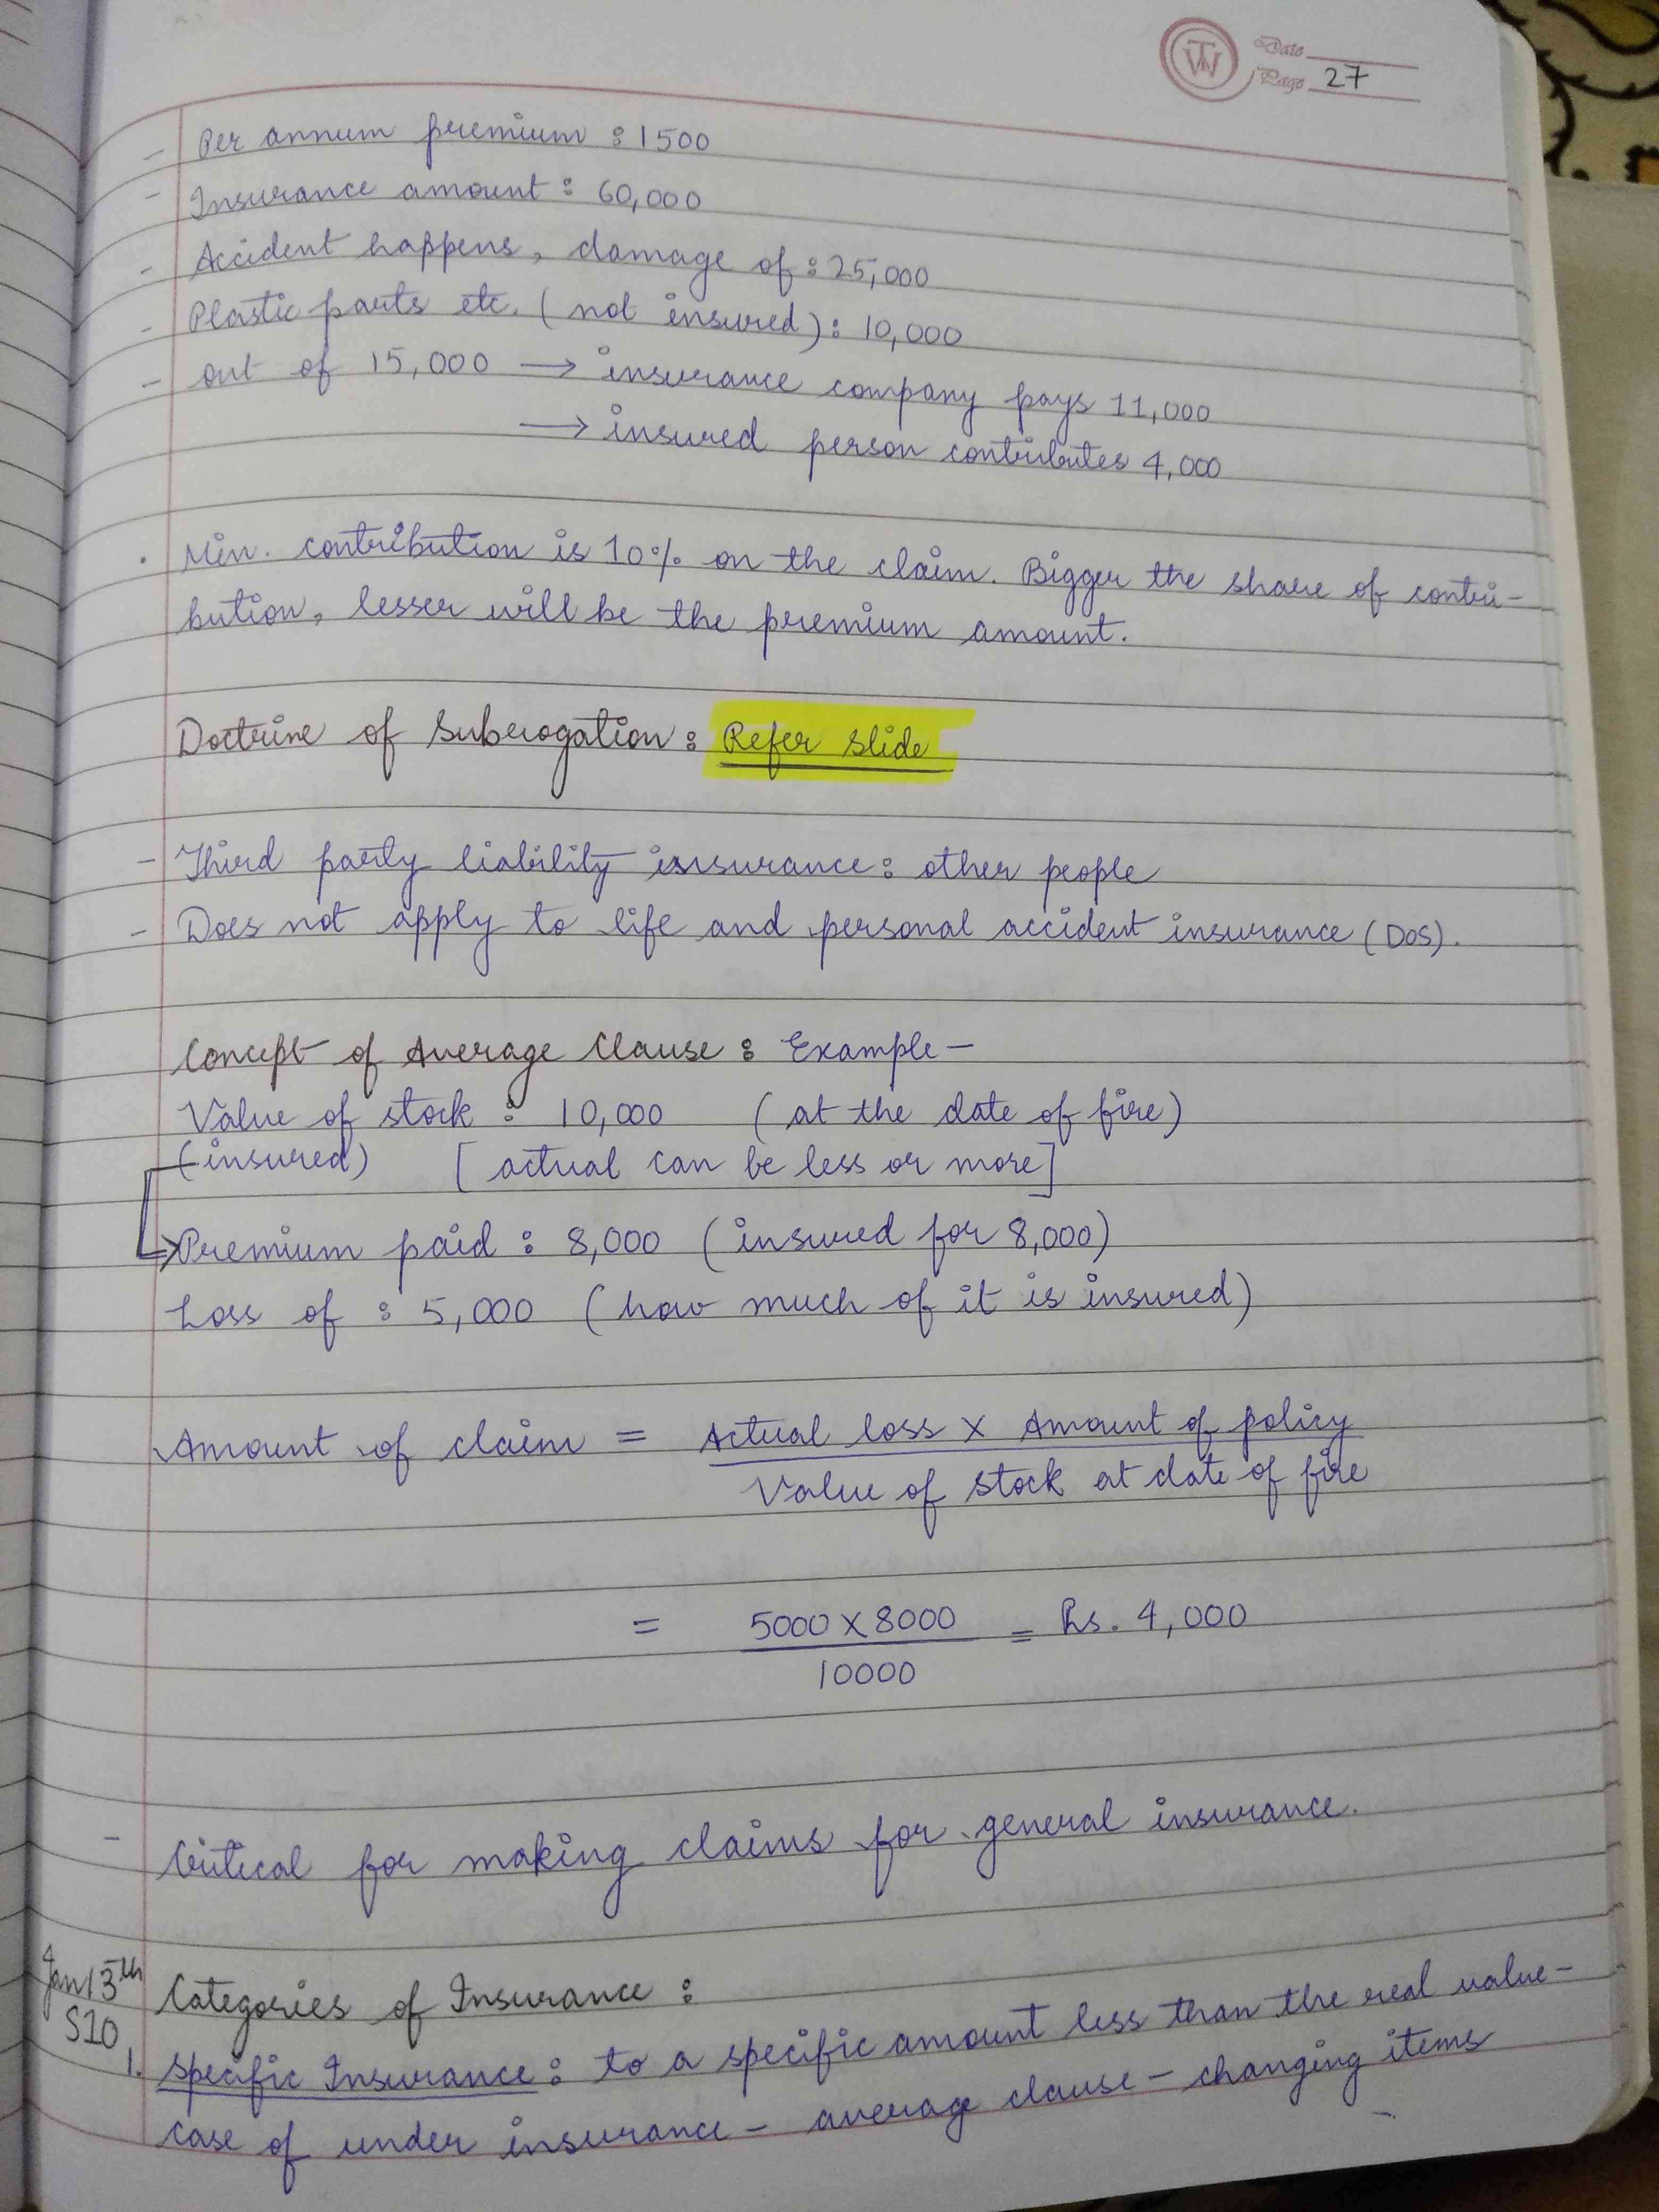 Date
Page 27
- Per annum premium : 1500
- Insurance amount : 60,000
- Accident happens, damage of : 25,000
- Plastic parts etc. (not insured) : 10,000
- out of 15,000 → insurance company pays 11,000
→ insured person contributes 4,000
· Min. contribution is 10% on the claim. Bigger the share of contri-
bution, lesser will be the premium amount.
Doctrine of Subrogation : Refer slide
- Third party liability insurance : other people
- Does not apply to life and personal accident insurance (DOS).
Concept of Average Clause : Example -
Value of stock : 10,000 (at the date of fire)
(insured) [actual can be less or more]
→ Premium paid : 8,000 (insured for 8,000)
Loss of : 5,000 (how much of it is insured)
Amount of claim = Actual loss x Amount of policy
Value of stock at date of fire
= 5000 x 8000 = Rs. 4,000
10000
- Critical for making claims for general insurance.
Jan 13th Categories of Insurance :
S10
1. Specific Insurance : to a specific amount less than the real value -
case of under insurance - average clause - changing items